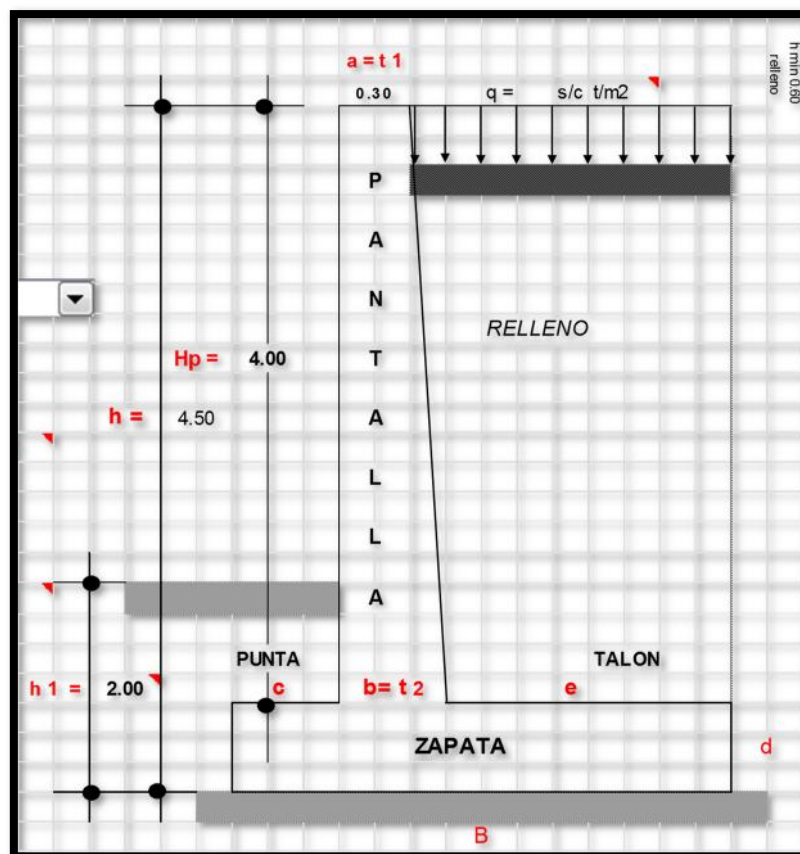 a = t 1
0.30 q = s/c t/m2
h min 0.60
relleno
P
A
N
T
A
L
L
A
RELLENO
Hp = 4.00
h = 4.50
PUNTA TALON
h 1 = 2.00 c b= t 2 e
ZAPATA d
B